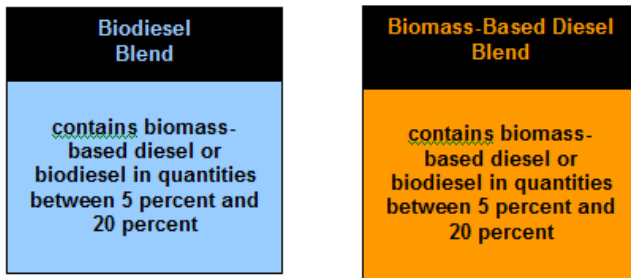 Biodiesel
Blend
contains biomass-
based diesel or
biodiesel in quantities
between 5 percent and
20 percent
Biomass-Based Diesel
Blend
contains biomass-
based diesel or
biodiesel in quantities
between 5 percent and
20 percent